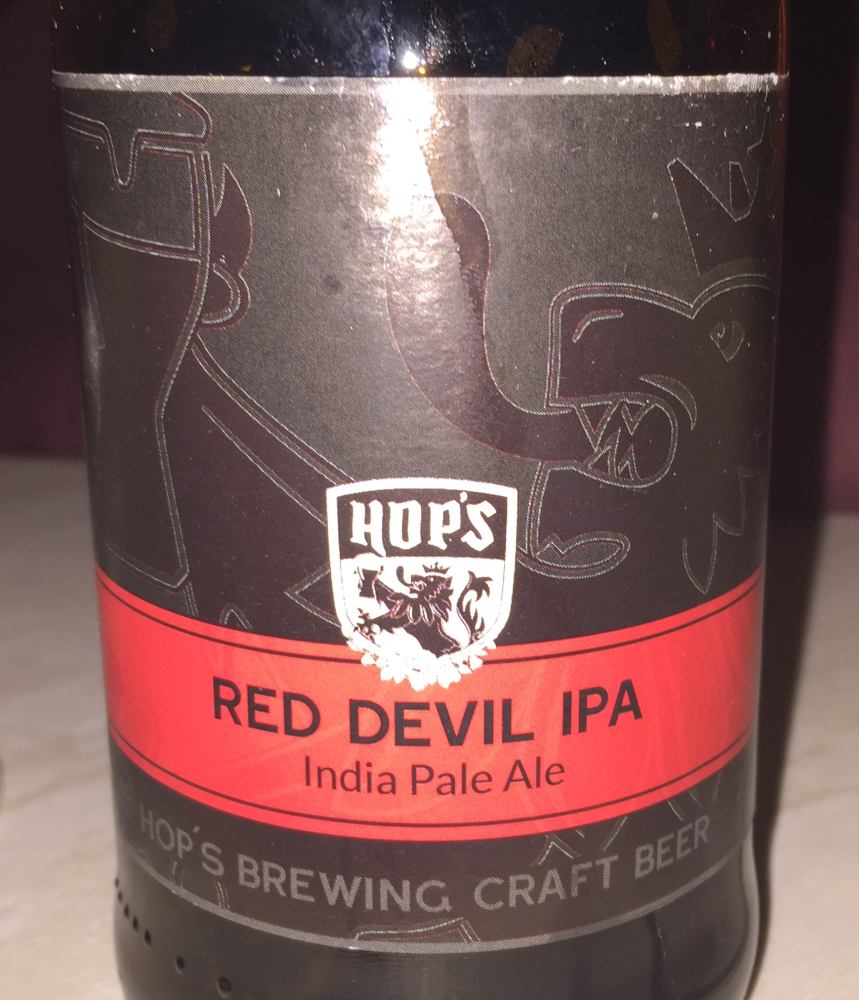 HOP'S
RED DEVIL IPA
India Pale Ale
HOP'S BREWING CRAFT BEER